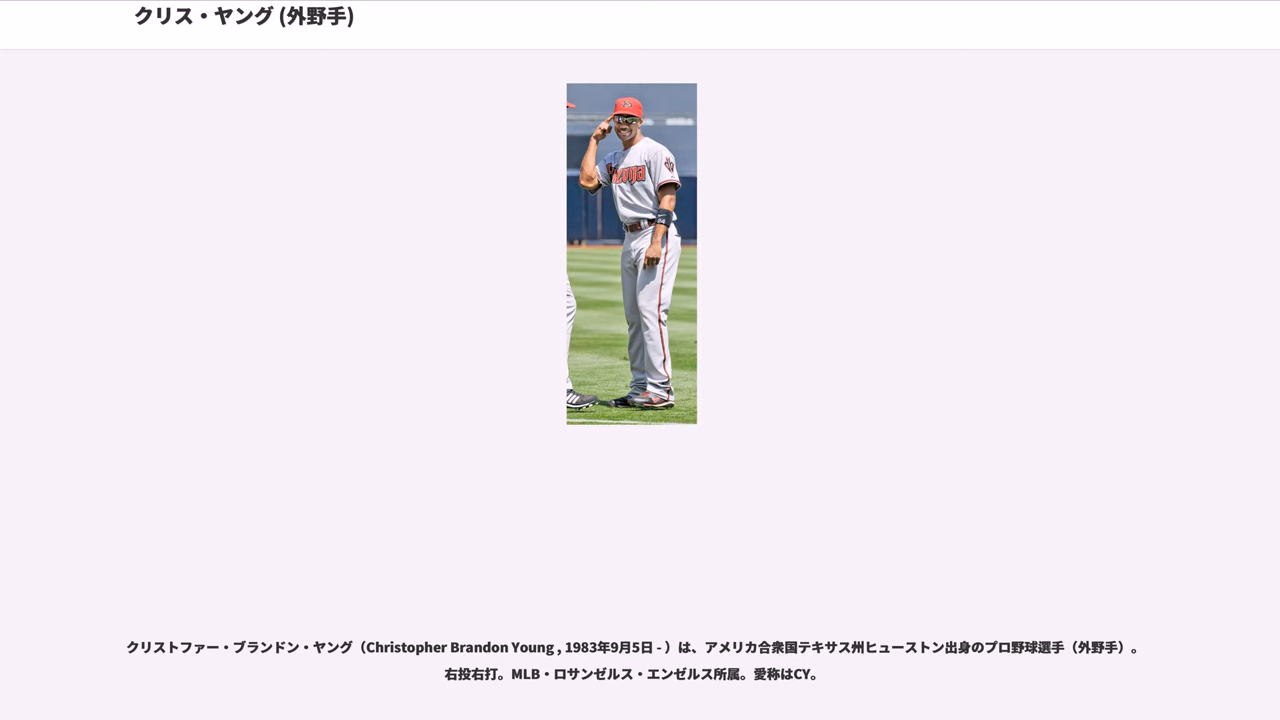 クリス・ヤング (外野手)
クリストファー・ブランドン・ヤング（Christopher Brandon Young , 1983年9月5日 - ）は、アメリカ合衆国テキサス州ヒューストン出身のプロ野球選手（外野手）。
右投右打。MLB・ロサンゼルス・エンゼルス所属。愛称はCY。